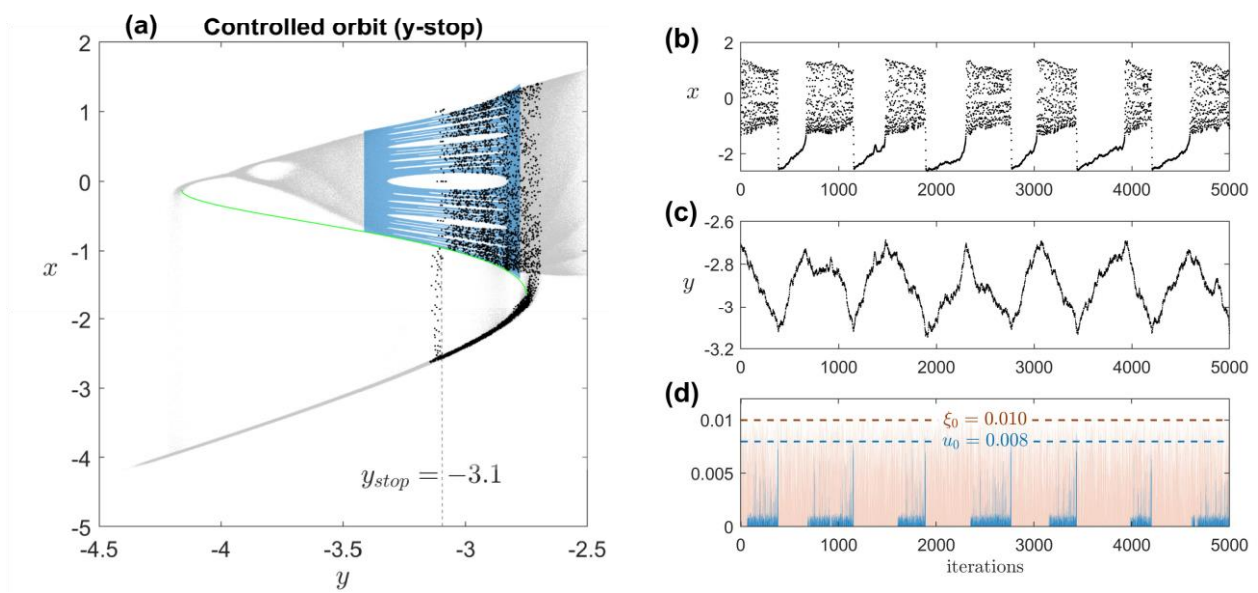 (a) Controlled orbit (y-stop)
2
1
0
-1
-2
-3
-4
-5
x
y_stop = −3.1
-4.5 -4 -3.5 -3 -2.5
y
(b)
2
0
-2
x
0 1000 2000 3000 4000 5000
(c)
-2.6
-2.8
-3
-3.2
y
0 1000 2000 3000 4000 5000
(d)
0.01
0.005
0
ξ₀ = 0.010
u₀ = 0.008
0 1000 2000 3000 4000 5000
iterations